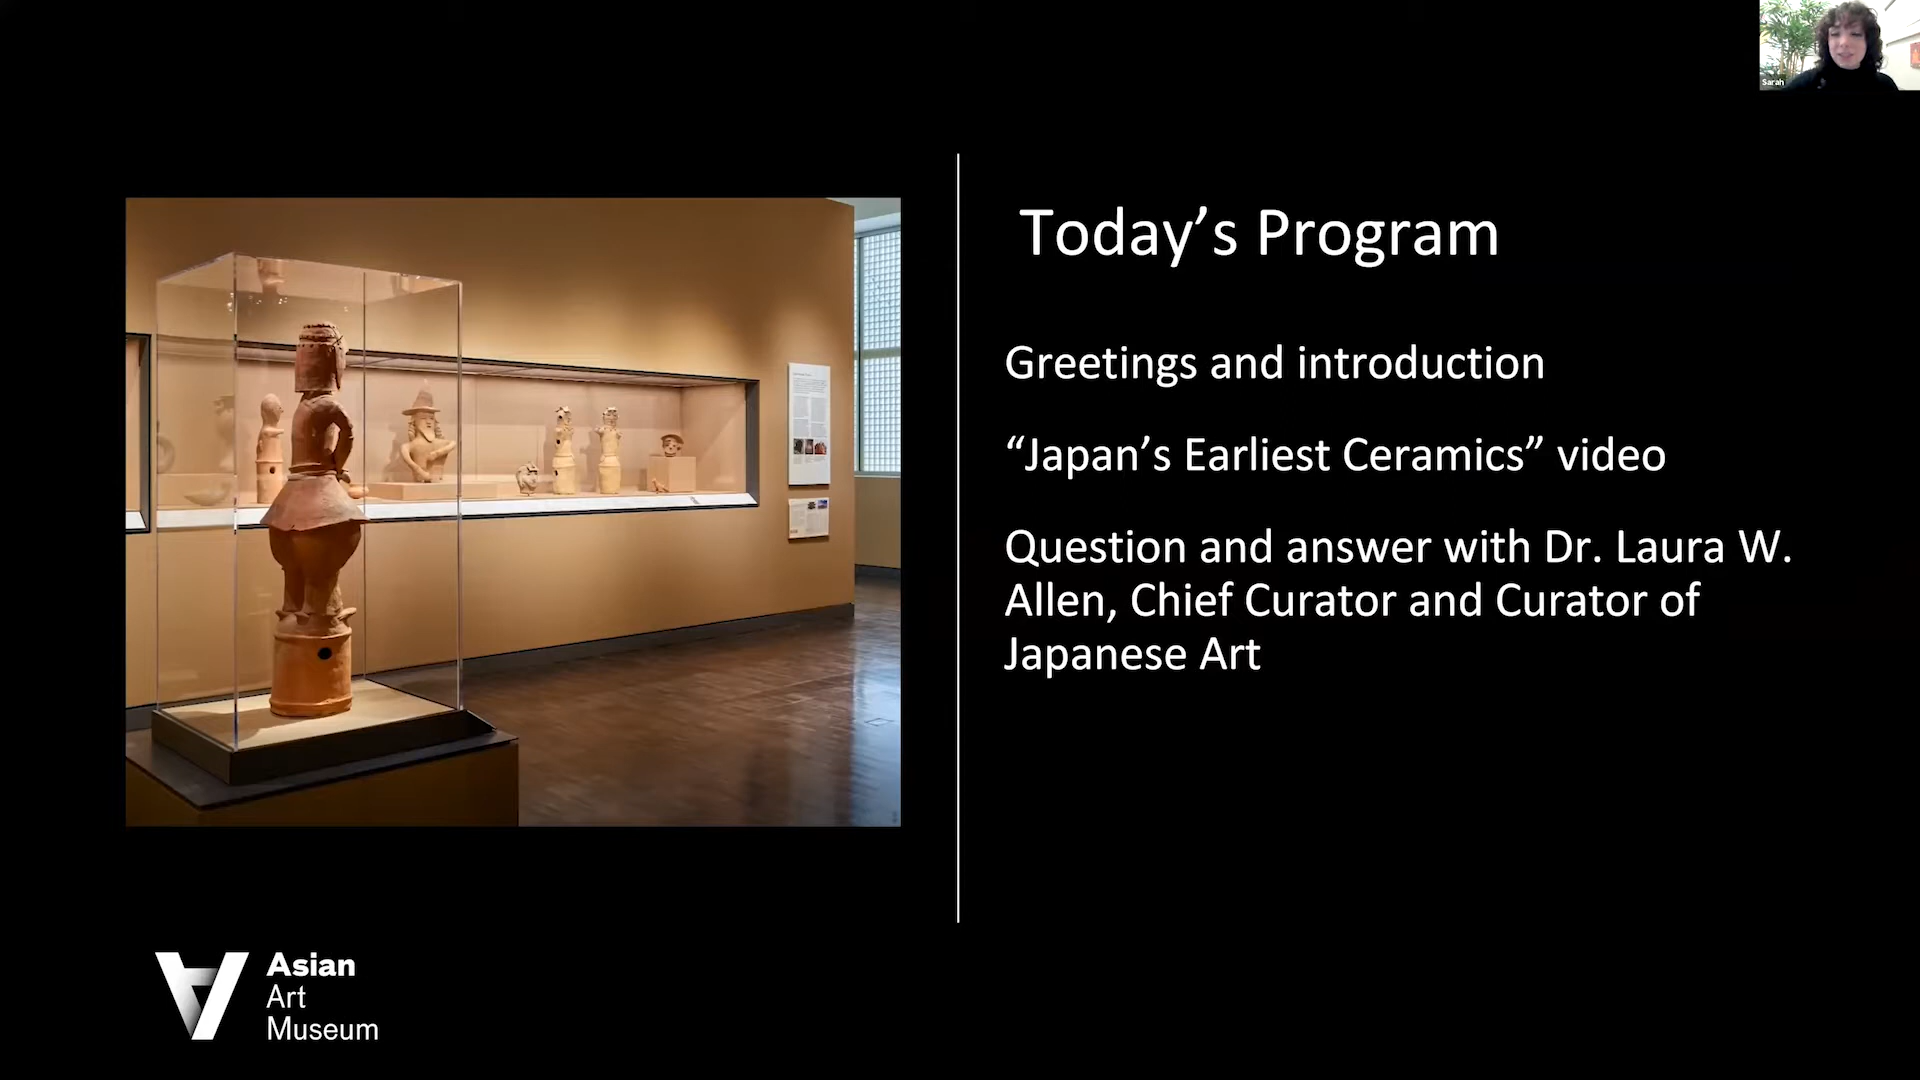 Sarah
Today’s Program
Greetings and introduction
“Japan’s Earliest Ceramics” video
Question and answer with Dr. Laura W.
Allen, Chief Curator and Curator of
Japanese Art
Asian
Art
Museum